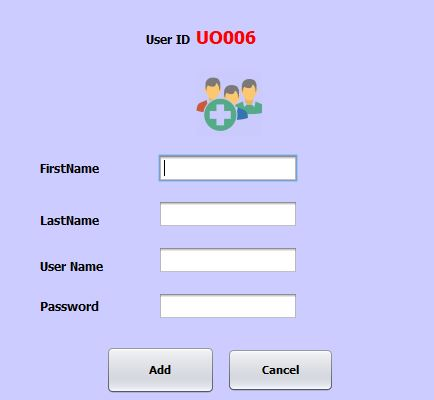 User ID UO006
FirstName
LastName
User Name
Password
Add Cancel